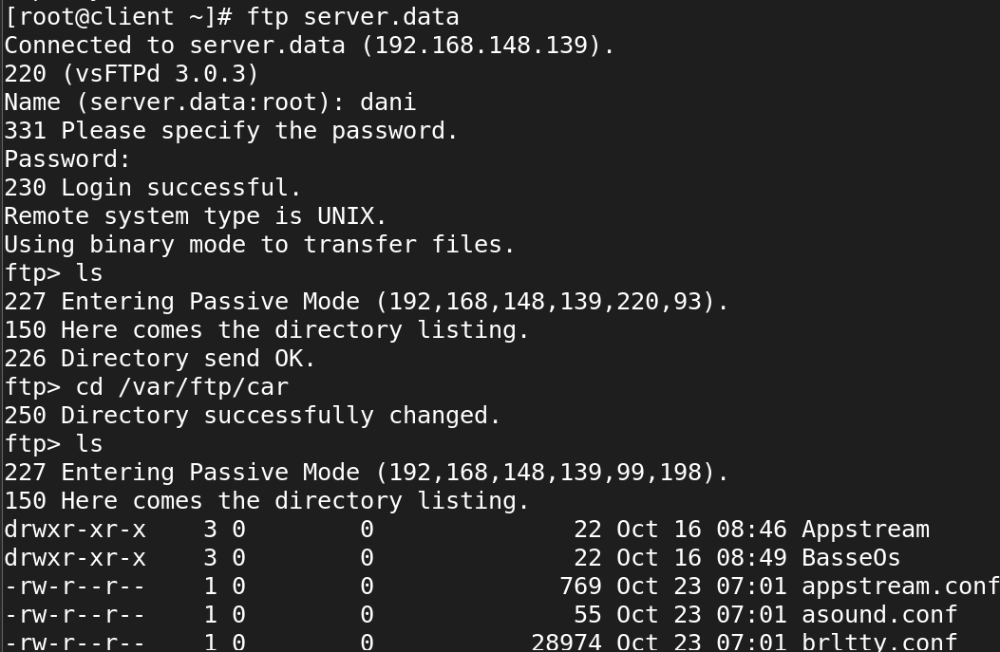 [root@client ~]# ftp server.data
Connected to server.data (192.168.148.139).
220 (vsFTPd 3.0.3)
Name (server.data:root): dani
331 Please specify the password.
Password:
230 Login successful.
Remote system type is UNIX.
Using binary mode to transfer files.
ftp> ls
227 Entering Passive Mode (192,168,148,139,220,93).
150 Here comes the directory listing.
226 Directory send OK.
ftp> cd /var/ftp/car
250 Directory successfully changed.
ftp> ls
227 Entering Passive Mode (192,168,148,139,99,198).
150 Here comes the directory listing.
drwxr-xr-x    3 0        0              22 Oct 16 08:46 Appstream
drwxr-xr-x    3 0        0              22 Oct 16 08:49 BasseOs
-rw-r--r--    1 0        0             769 Oct 23 07:01 appstream.conf
-rw-r--r--    1 0        0              55 Oct 23 07:01 asound.conf
-rw-r--r--    1 0        0           28974 Oct 23 07:01 brltty.conf